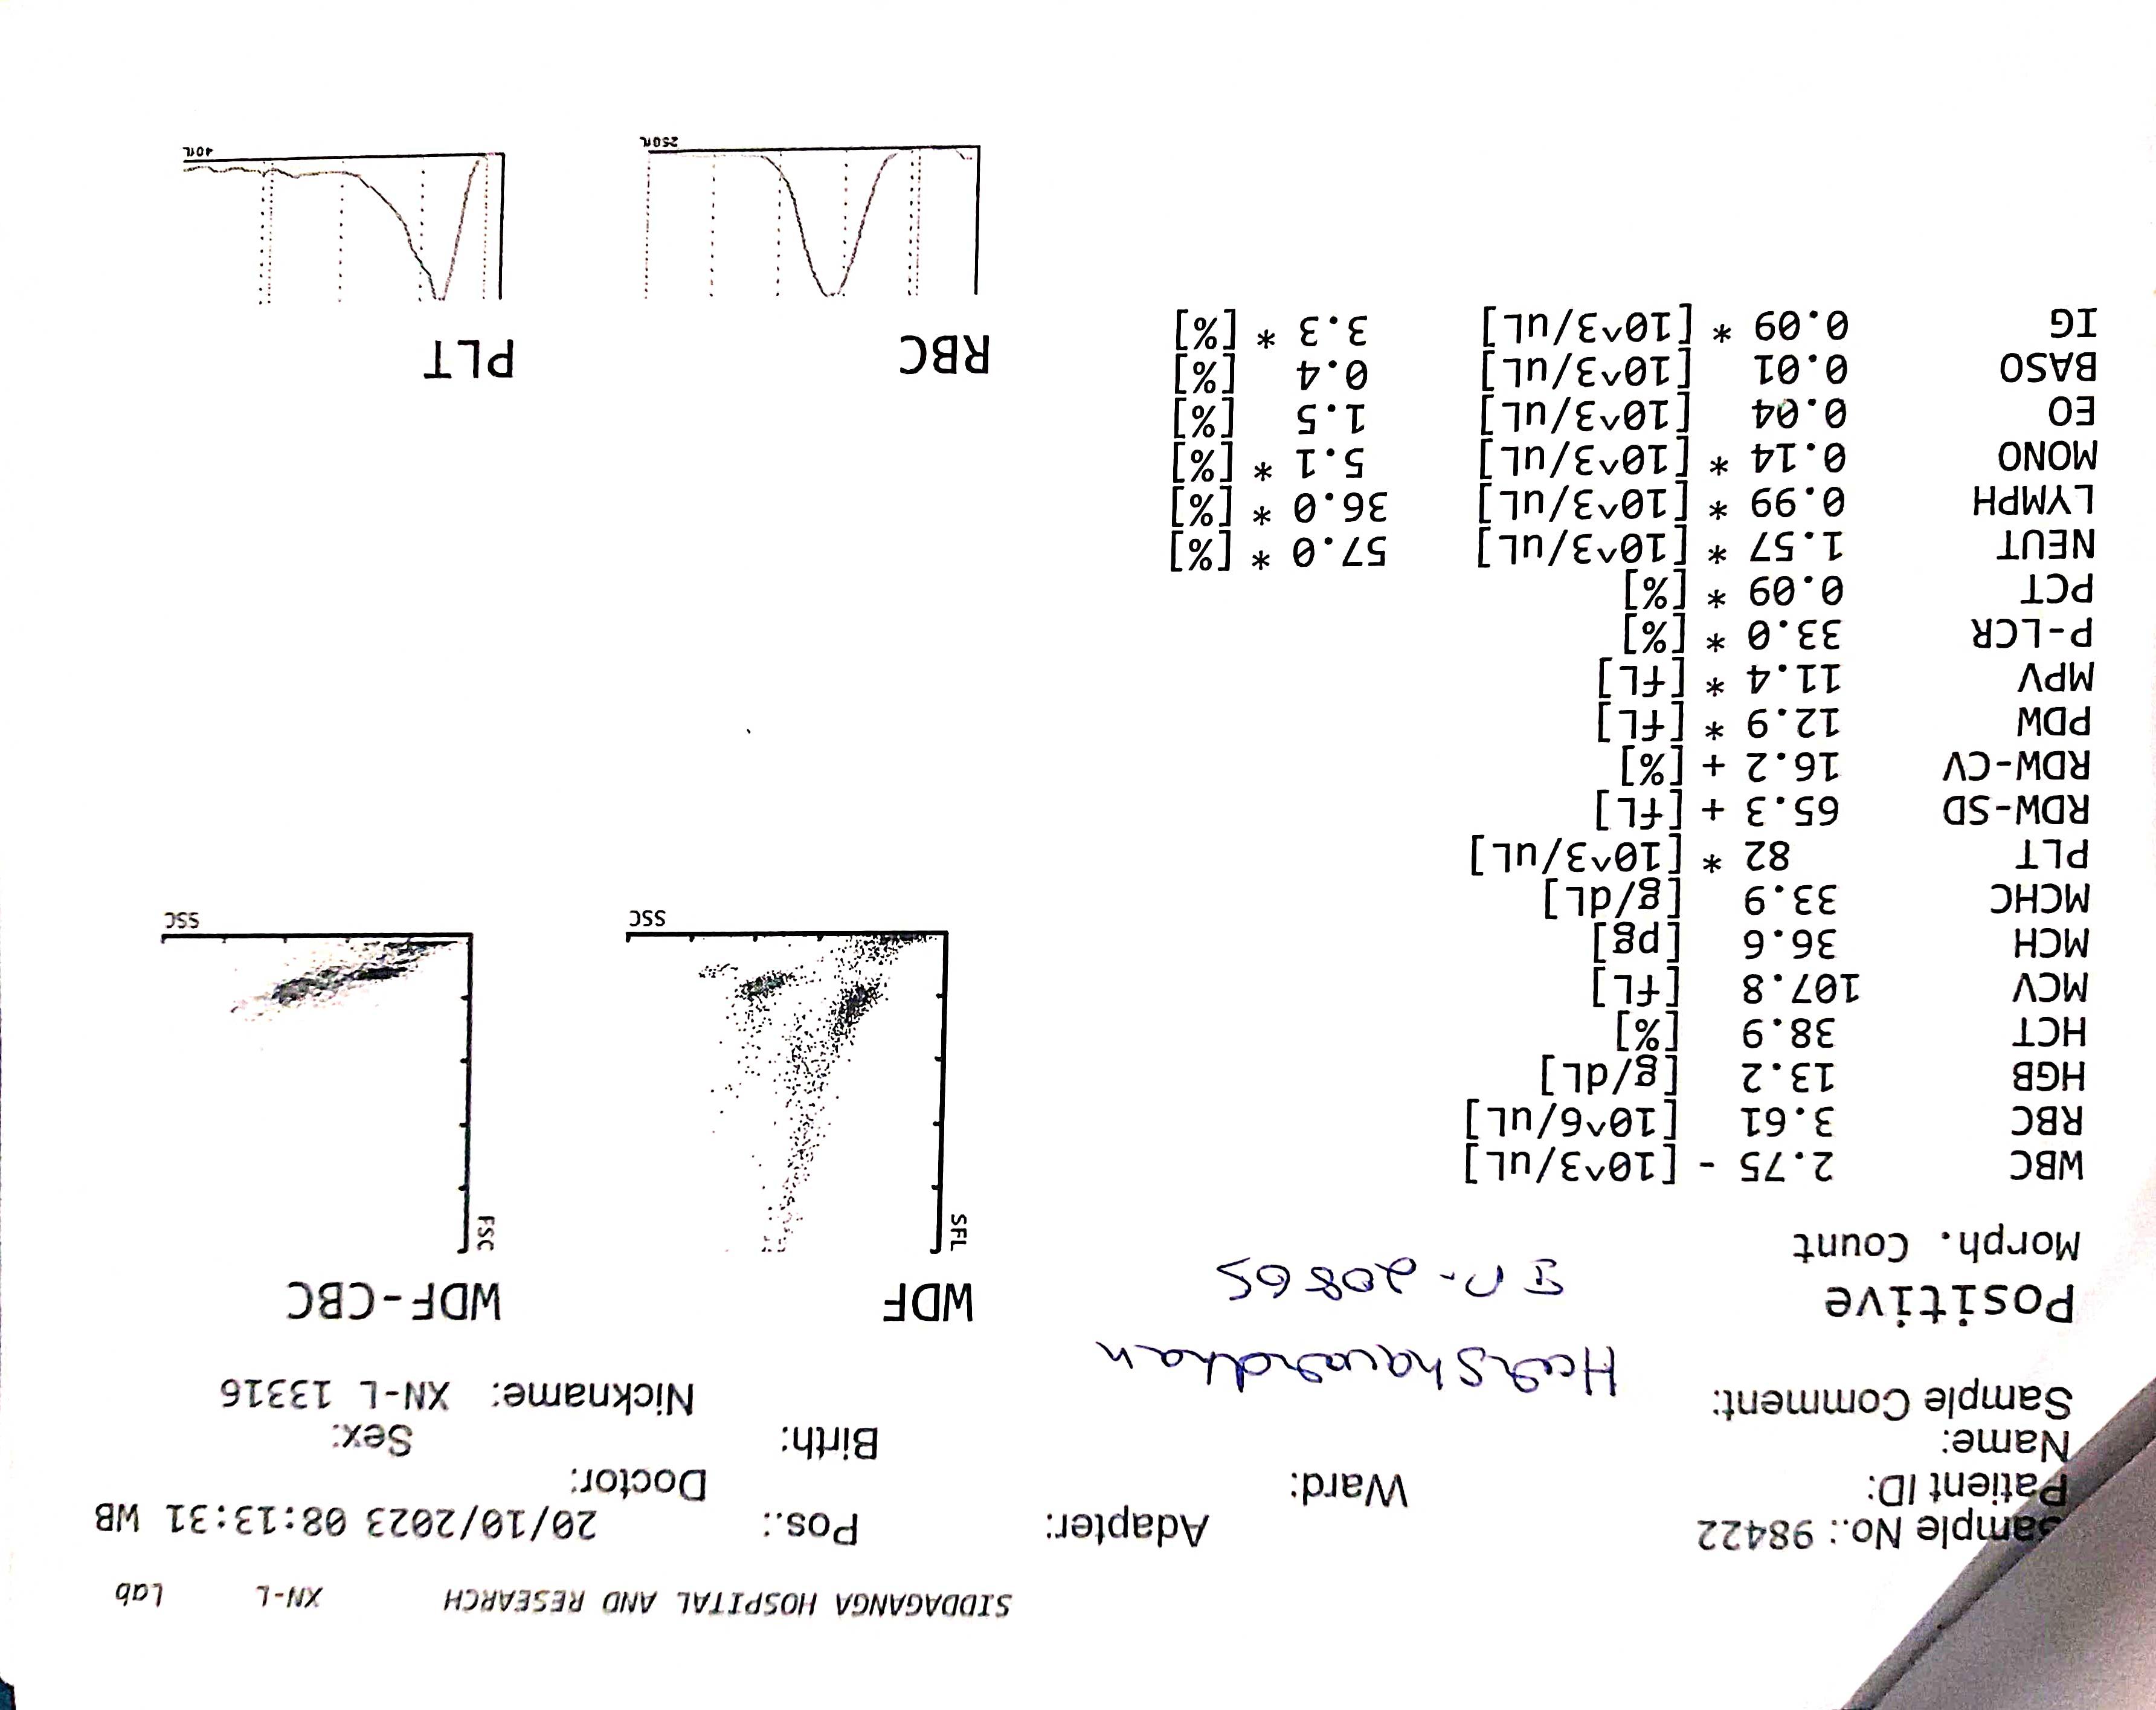 SIDDAGANGA HOSPITAL AND RESEARCH XN-L Lab
Sample No.: 98422 Adapter: Pos.: 20/10/2023 08:13:31 WB
Patient ID: Ward: Doctor:
Name: Birth: Sex:
Sample Comment: Nickname: XN-L 13316
Harshavardhan
Positive IP-20865
Morph. Count
WBC 2.75 - [10^3/uL]
RBC 3.61 [10^6/uL]
HGB 13.2 [g/dL]
HCT 38.9 [%]
MCV 107.8 [fL]
MCH 36.6 [pg]
MCHC 33.9 [g/dL]
PLT 82 * [10^3/uL]
RDW-SD 65.3 + [fL]
RDW-CV 16.2 + [%]
PDW 12.9 * [fL]
MPV 11.4 * [fL]
P-LCR 33.0 * [%]
PCT 0.09 * [%]
NEUT 1.57 * [10^3/uL] 57.0 * [%]
LYMPH 0.99 * [10^3/uL] 36.0 * [%]
MONO 0.14 * [10^3/uL] 5.1 * [%]
EO 0.04 [10^3/uL] 1.5 [%]
BASO 0.01 [10^3/uL] 0.4 [%]
IG 0.09 * [10^3/uL] 3.3 * [%]
WDF WDF-CBC
SFL FSC
SSC SSC
RBC PLT
250fL 40fL